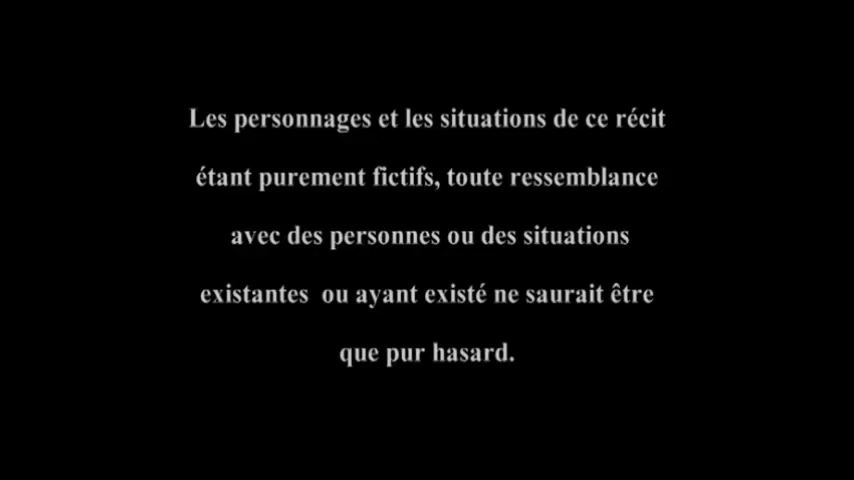 Les personnages et les situations de ce récit
étant purement fictifs, toute ressemblance
avec des personnes ou des situations
existantes  ou ayant existé ne saurait être
que pur hasard.